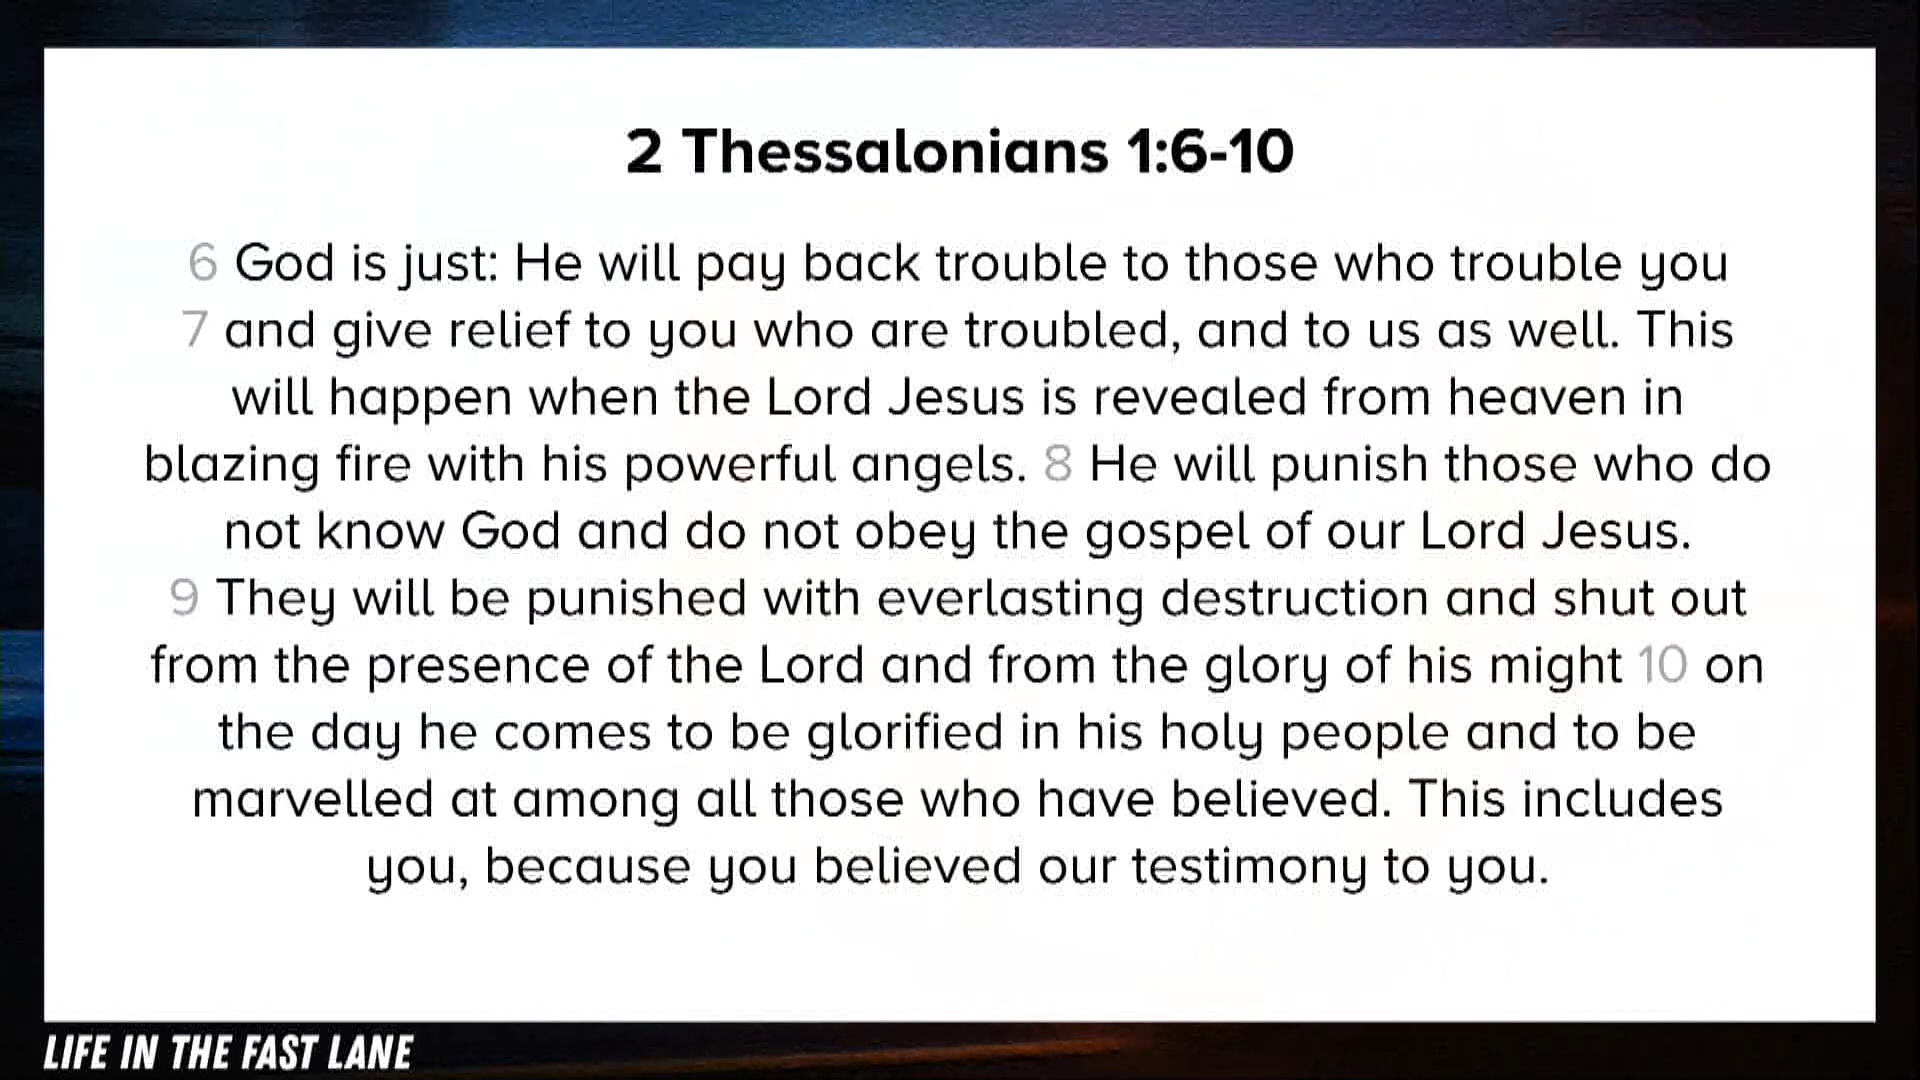 2 Thessalonians 1:6-10
6 God is just: He will pay back trouble to those who trouble you
7 and give relief to you who are troubled, and to us as well. This
will happen when the Lord Jesus is revealed from heaven in
blazing fire with his powerful angels. 8 He will punish those who do
not know God and do not obey the gospel of our Lord Jesus.
9 They will be punished with everlasting destruction and shut out
from the presence of the Lord and from the glory of his might 10 on
the day he comes to be glorified in his holy people and to be
marvelled at among all those who have believed. This includes
you, because you believed our testimony to you.
LIFE IN THE FAST LANE